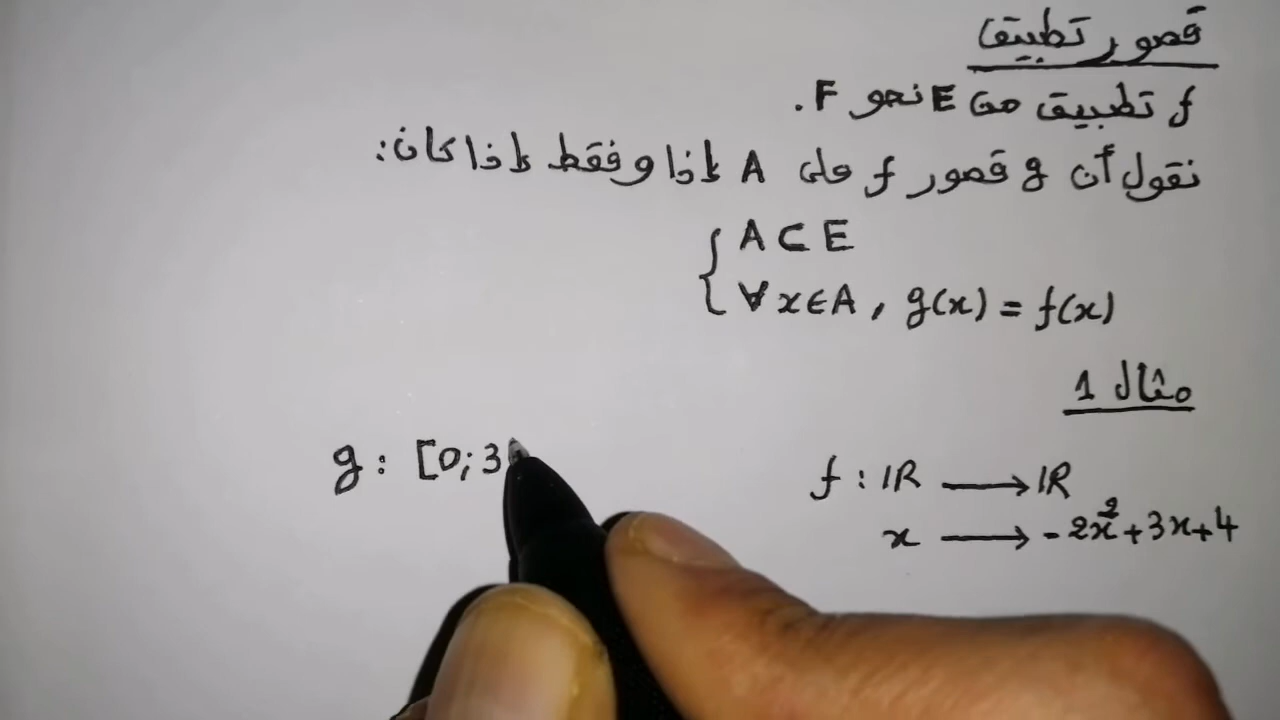 قصور تطبيق
f تطبيق من E نحو F.
نقول أن g قصور f على A إذا وفقط إذا كان:
{ A ⊂ E
∀x∈A , g(x) = f(x)
مثال 1
f : IR ⟶ IR
x ⟶ -2x²+3x+4
g : [0;3